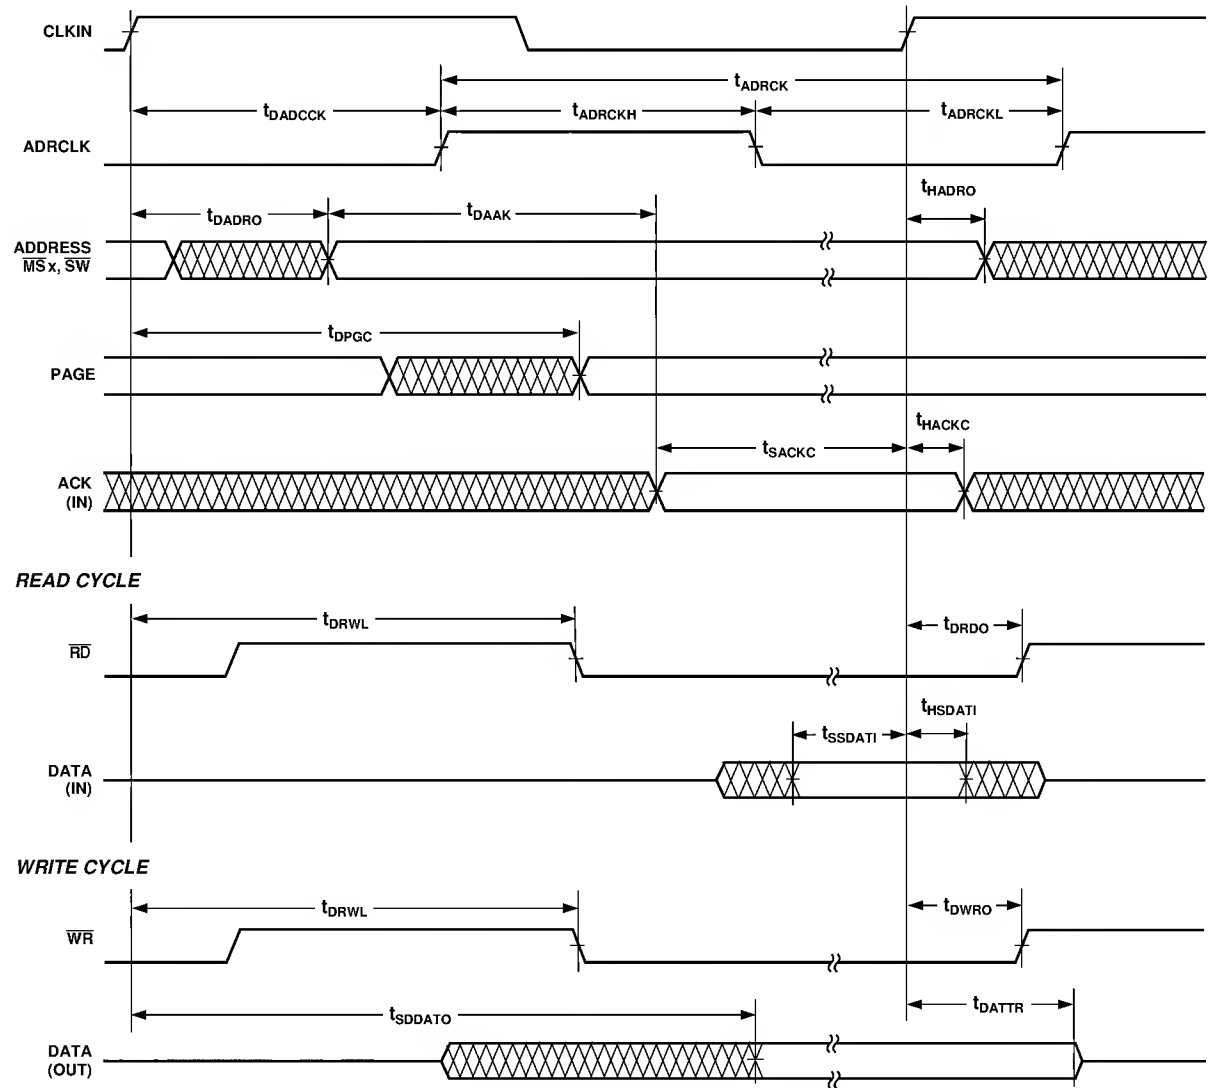 CLKIN
tADRCK
tDADCCK
tADRCKH
tADRCKL
ADRCLK
tHADRO
tDADRO
tDAAK
ADDRESS
MSx, SW
tDPGC
PAGE
tHACKC
tSACKC
ACK
(IN)
READ CYCLE
tDRWL
tDRDO
RD
tHSDATI
tSSDATI
DATA
(IN)
WRITE CYCLE
tDRWL
tDWRO
WR
tDATTR
tSDDATO
DATA
(OUT)